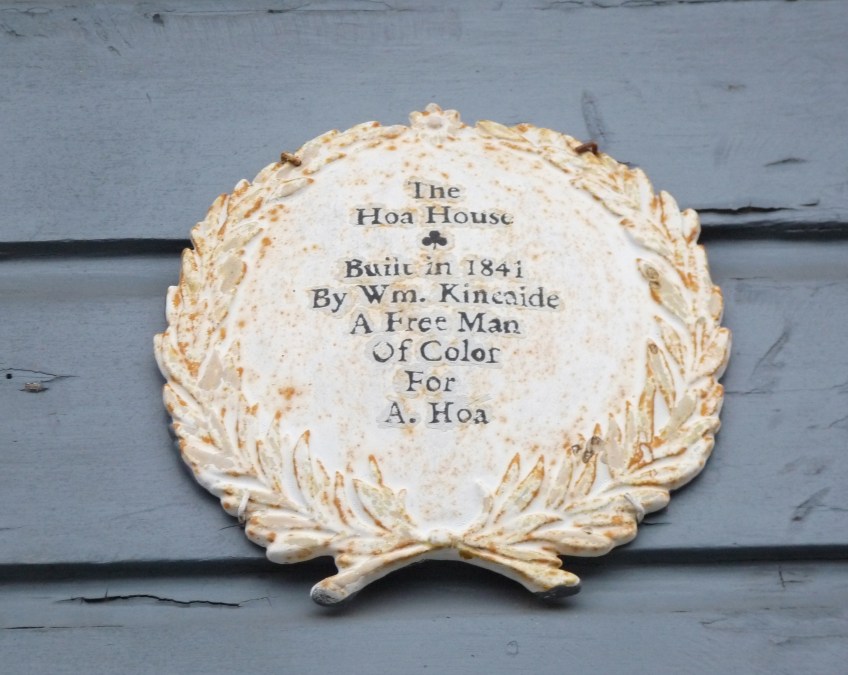 The
Hoa House
Built in 1841
By Wm. Kincaide
A Free Man
Of Color
For
A. Hoa